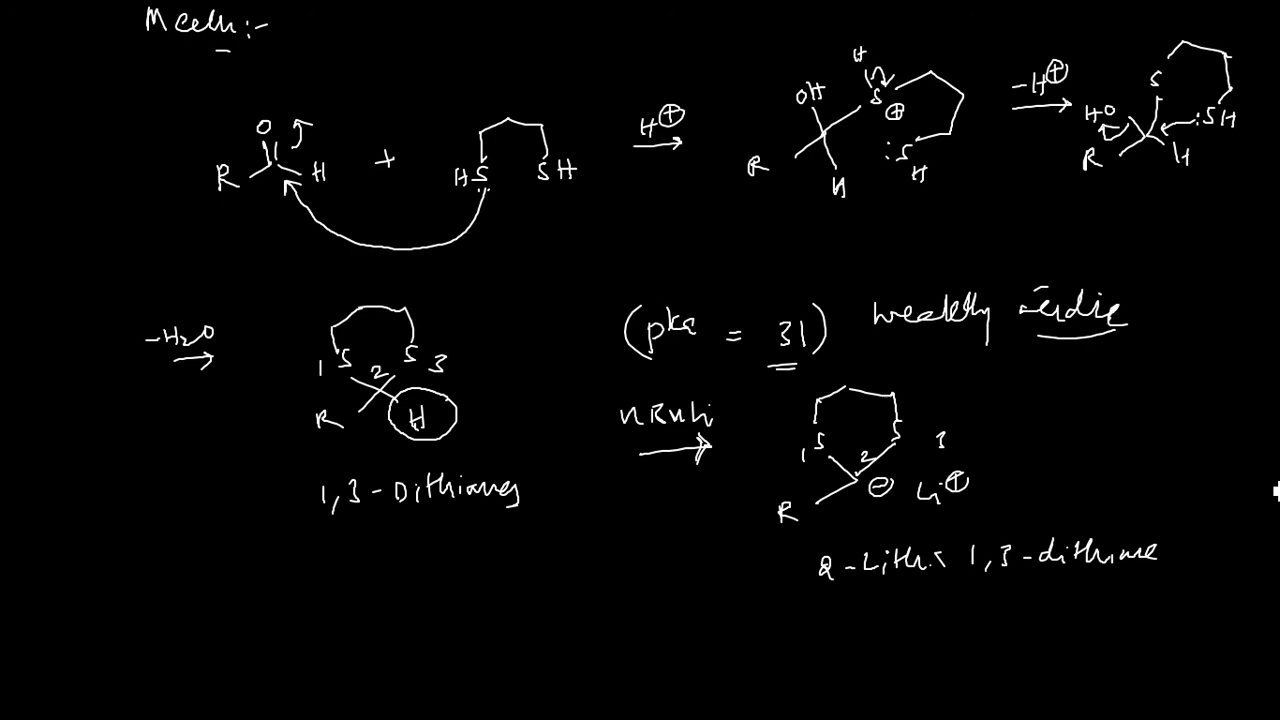 Mech :-
O
R H + HS SH H⊕ R OH H H S⊕ :S H -H⊕ HO R H S :SH
-H₂O 1 S 2 S 3 R H (pka = 31) weakly acidic
nBuLi 1 S 2 S 3 R ⊖ Li⊕
1,3-Dithianes
2-Lithio 1,3-dithiane